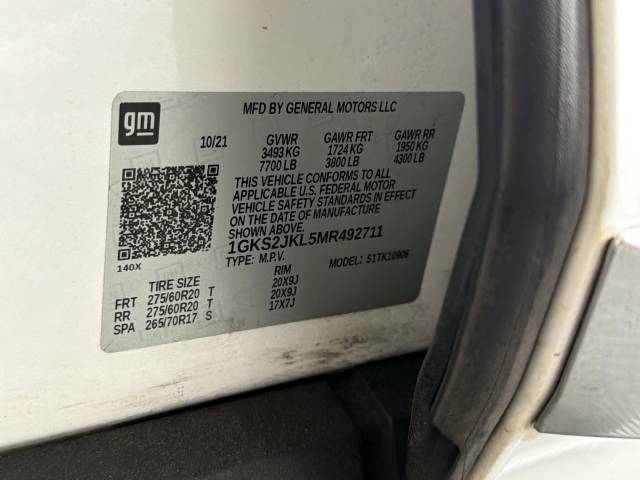 gm
MFD BY GENERAL MOTORS LLC
10/21 GVWR GAWR FRT GAWR RR
3493 KG 1724 KG 1950 KG
7700 LB 3800 LB 4300 LB
THIS VEHICLE CONFORMS TO ALL
APPLICABLE U.S. FEDERAL MOTOR
VEHICLE SAFETY STANDARDS IN EFFECT
ON THE DATE OF MANUFACTURE
SHOWN ABOVE.
1GKS2JKL5MR492711
TYPE: M.P.V. MODEL: 51TK10906
140X
TIRE SIZE RIM
FRT 275/60R20 T 20X9J
RR 275/60R20 T 20X9J
SPA 265/70R17 S 17X7J